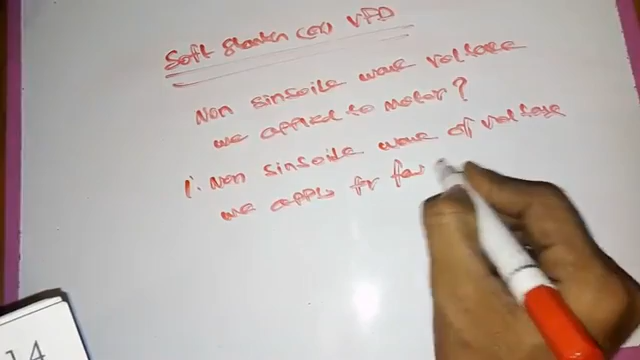 Soft Starter (or) VFD
Non sinsoile wave voltage
we applied to motor?
1. Non sinsoile wave of voltage
we apply for few
14